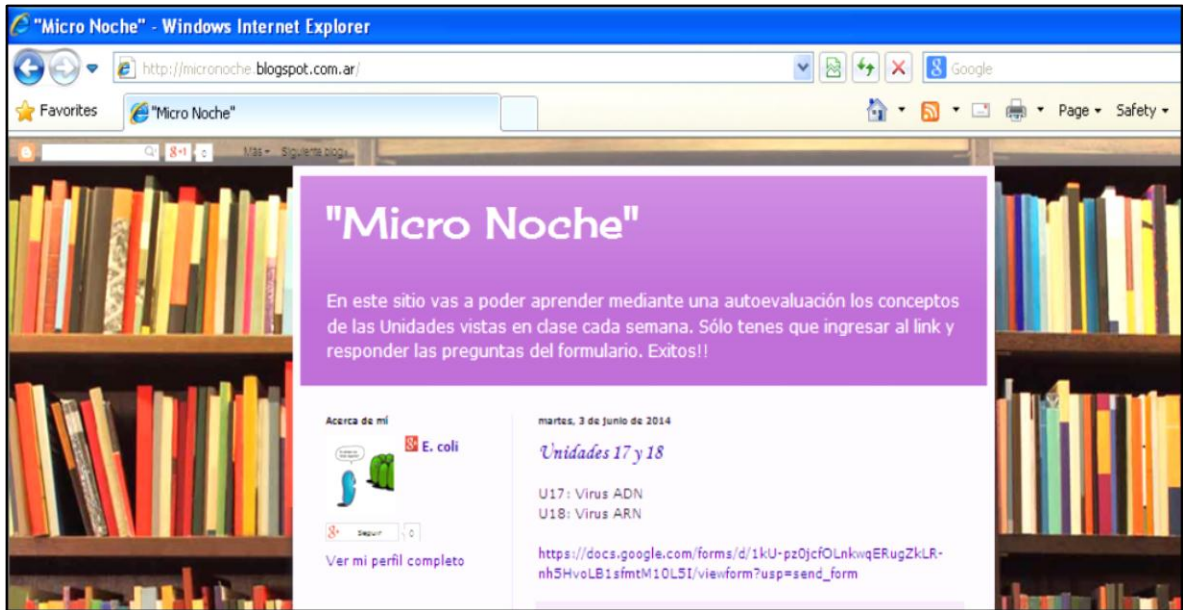 "Micro Noche" - Windows Internet Explorer
http://micronoche.blogspot.com.ar/
Google
Favorites
"Micro Noche"
Page
Safety
+1
0
Más
Siguiente blog»
"Micro Noche"
En este sitio vas a poder aprender mediante una autoevaluación los conceptos
de las Unidades vistas en clase cada semana. Sólo tenes que ingresar al link y
responder las preguntas del formulario. Exitos!!
Acerca de mí
E. coli
Seguir
0
Ver mi perfil completo
martes, 3 de junio de 2014
Unidades 17 y 18
U17: Virus ADN
U18: Virus ARN
https://docs.google.com/forms/d/1kU-pz0jcfOLnkwqERugZkLR-
nh5HvoLB1sfmtM10L5I/viewform?usp=send_form